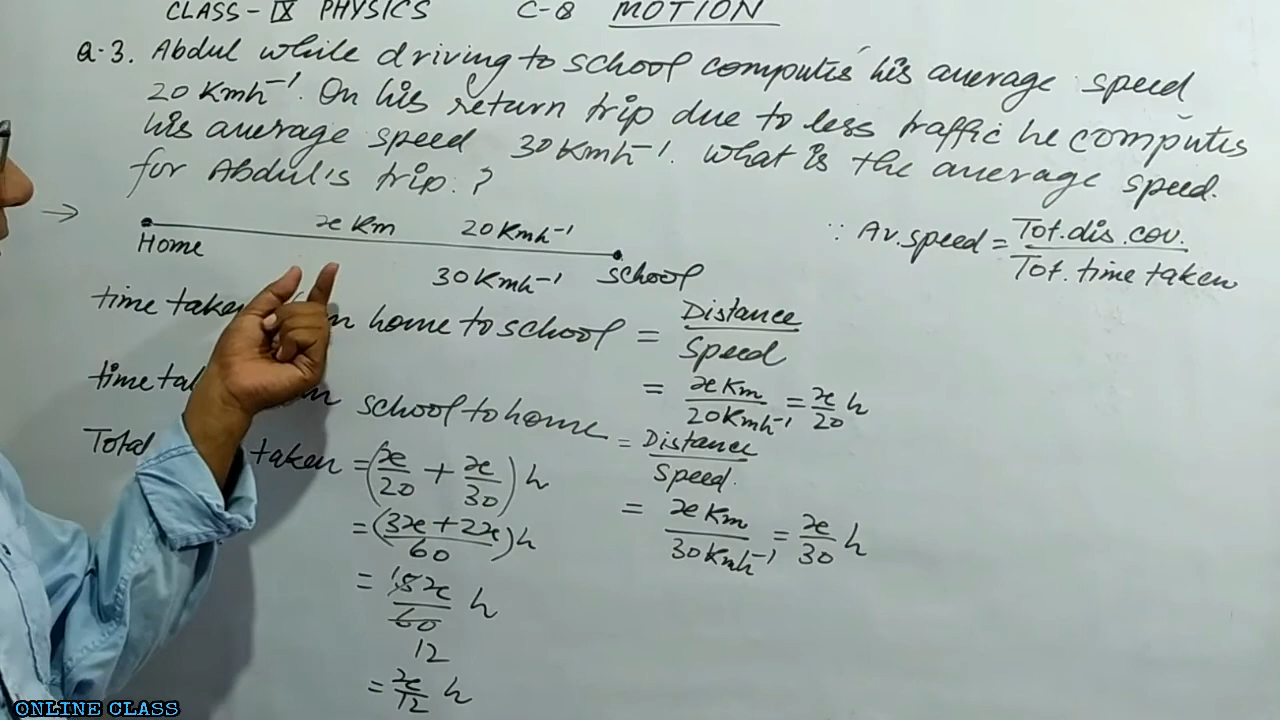 CLASS-IX PHYSICS C-8 MOTION
Q-3. Abdul while driving to school computes his average speed
20 Kmh⁻¹. On his return trip due to less traffic he computes
his average speed 30 Kmh⁻¹. What is the average speed.
for Abdul's trip.?
→ x Km 20 Kmh⁻¹
Home 30 Kmh⁻¹ school
∵ Av. speed = Tot. dis. cov. / Tot. time taken
time taken home to school = Distance / Speed
= x Km / 20 Kmh⁻¹ = x/20 h
time school to home = Distance / Speed.
= x Km / 30 Kmh⁻¹ = x/30 h
Total taken = (x/20 + x/30) h
= (3x + 2x / 60) h
= 5x / 60 h
12
= x/12 h
ONLINE CLASS